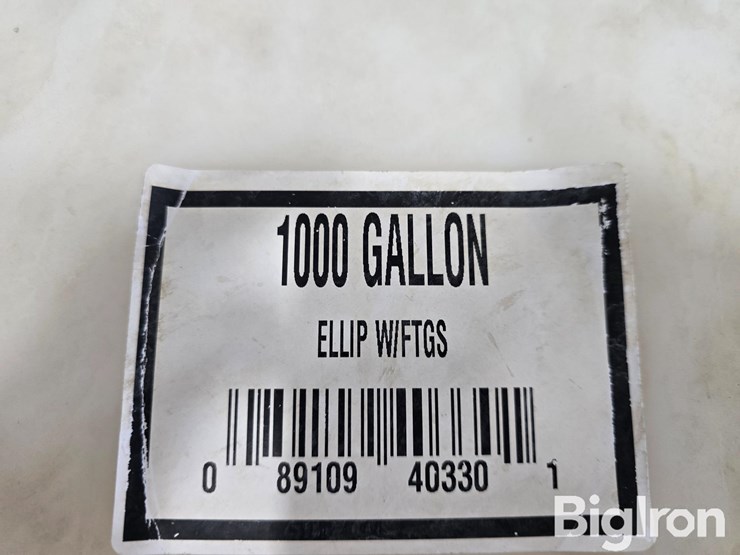 1000 GALLON
ELLIP W/FTGS
0 89109 40330 1
BigIron